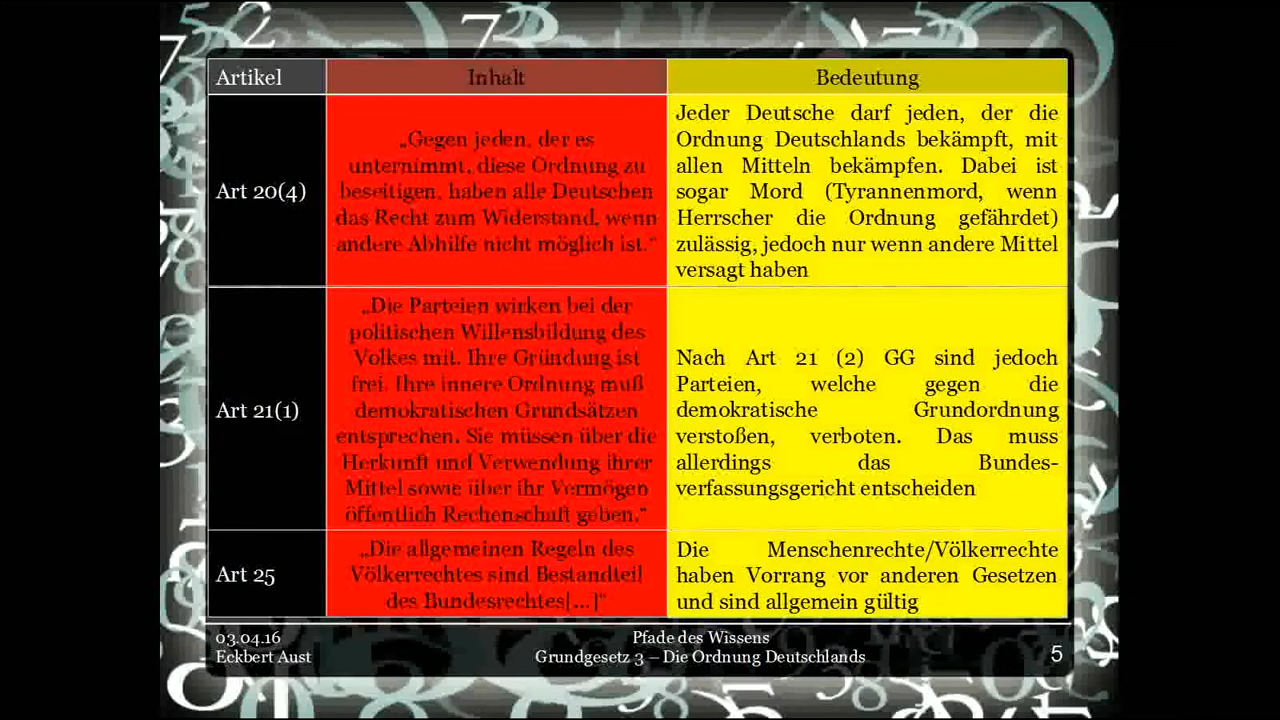 Artikel
Inhalt
Bedeutung
Art 20(4)
„Gegen jeden, der es
unternimmt, diese Ordnung zu
beseitigen, haben alle Deutschen
das Recht zum Widerstand, wenn
andere Abhilfe nicht möglich ist.“
Jeder Deutsche darf jeden, der die
Ordnung Deutschlands bekämpft, mit
allen Mitteln bekämpfen. Dabei ist
sogar Mord (Tyrannenmord, wenn
Herrscher die Ordnung gefährdet)
zulässig, jedoch nur wenn andere Mittel
versagt haben
Art 21(1)
„Die Parteien wirken bei der
politischen Willensbildung des
Volkes mit. Ihre Gründung ist
frei. Ihre innere Ordnung muß
demokratischen Grundsätzen
entsprechen. Sie müssen über die
Herkunft und Verwendung ihrer
Mittel sowie über ihr Vermögen
öffentlich Rechenschaft geben.“
Nach Art 21 (2) GG sind jedoch
Parteien, welche gegen die
demokratische Grundordnung
verstoßen, verboten. Das muss
allerdings das Bundes-
verfassungsgericht entscheiden
Art 25
„Die allgemeinen Regeln des
Völkerrechtes sind Bestandteil
des Bundesrechtes[...]“
Die Menschenrechte/Völkerrechte
haben Vorrang vor anderen Gesetzen
und sind allgemein gültig
03.04.16
Eckbert Aust
Pfade des Wissens
Grundgesetz 3 – Die Ordnung Deutschlands
5